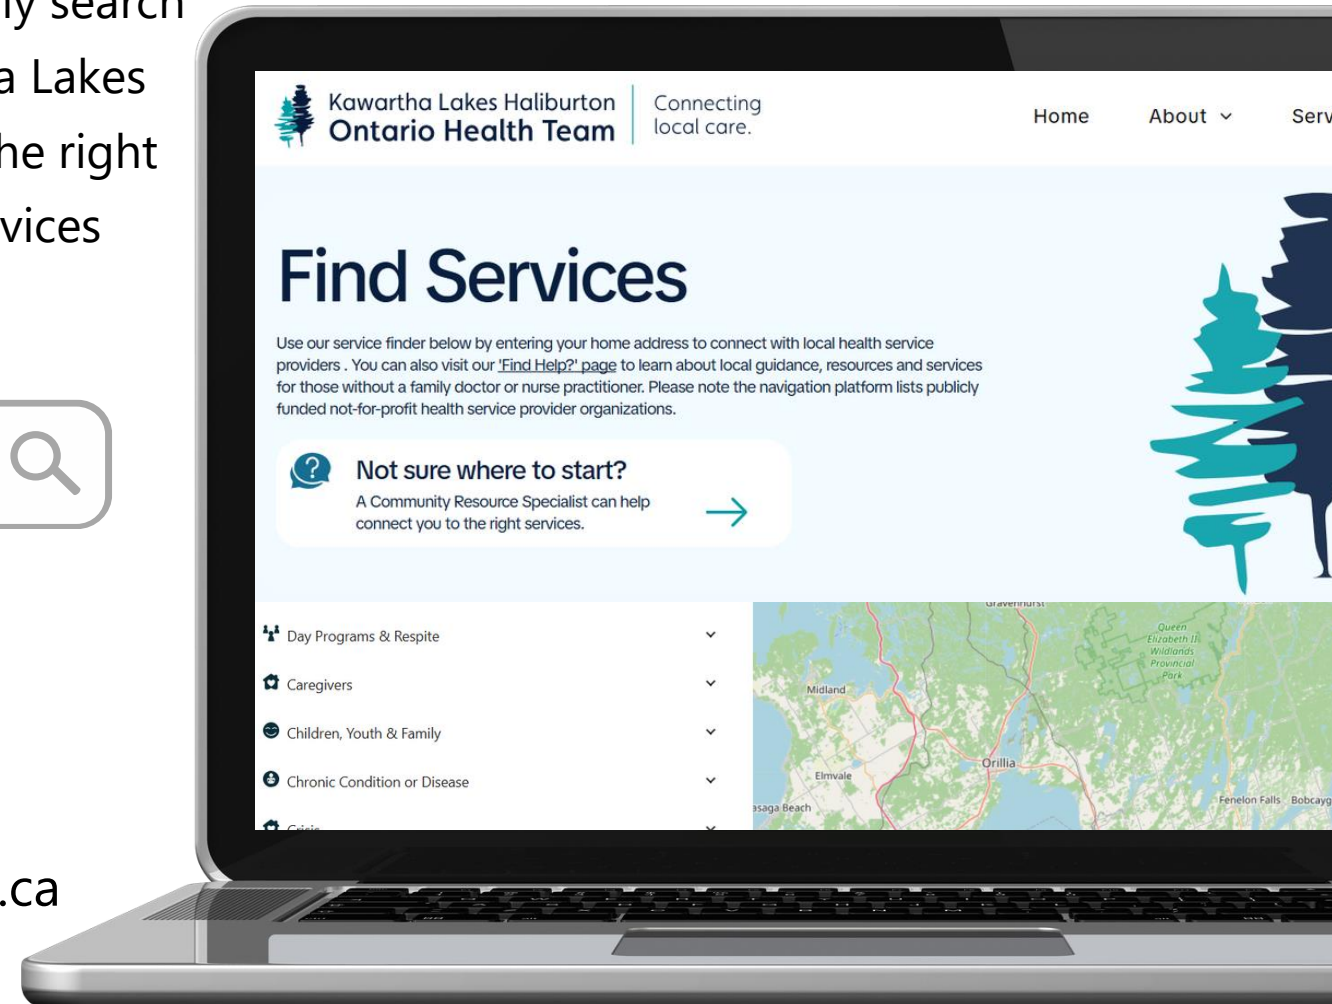 ly search
a Lakes
he right
vices
.ca
Kawartha Lakes Haliburton
Ontario Health Team
Connecting
local care.
Home About Serv
Find Services
Use our service finder below by entering your home address to connect with local health service
providers . You can also visit our 'Find Help?' page to learn about local guidance, resources and services
for those without a family doctor or nurse practitioner. Please note the navigation platform lists publicly
funded not-for-profit health service provider organizations.
Not sure where to start?
A Community Resource Specialist can help
connect you to the right services.
Day Programs & Respite
Caregivers
Children, Youth & Family
Chronic Condition or Disease
Crisis
Gravenhurst
Queen
Elizabeth II
Wildlands
Provincial
Park
Midland
Orillia
Elmvale
asaga Beach
Fenelon Falls
Bobcayg